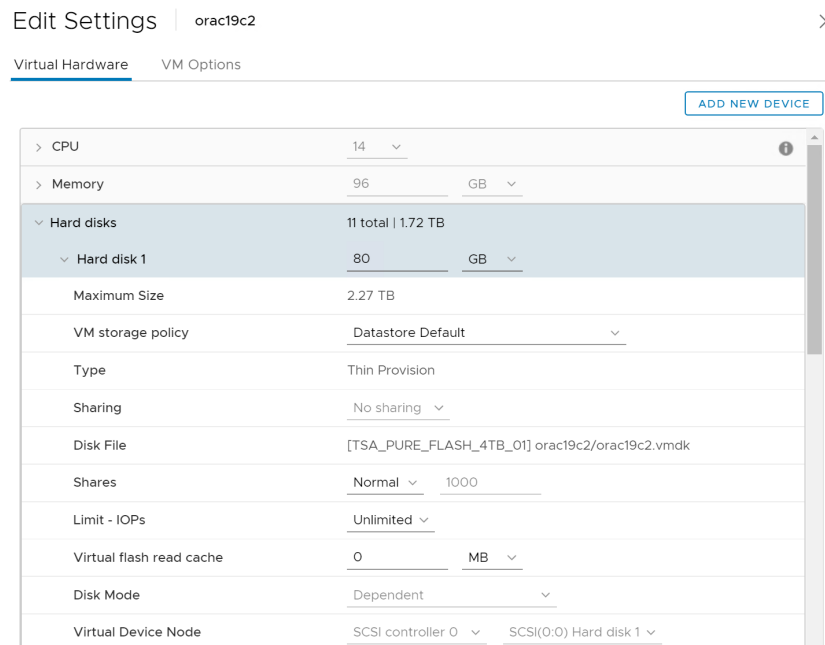 Edit Settings orac19c2
Virtual Hardware VM Options
ADD NEW DEVICE
CPU 14
Memory 96 GB
Hard disks 11 total | 1.72 TB
Hard disk 1 80 GB
Maximum Size 2.27 TB
VM storage policy Datastore Default
Type Thin Provision
Sharing No sharing
Disk File [TSA_PURE_FLASH_4TB_01] orac19c2/orac19c2.vmdk
Shares Normal 1000
Limit - IOPs Unlimited
Virtual flash read cache 0 MB
Disk Mode Dependent
Virtual Device Node SCSI controller 0 SCSI(0:0) Hard disk 1